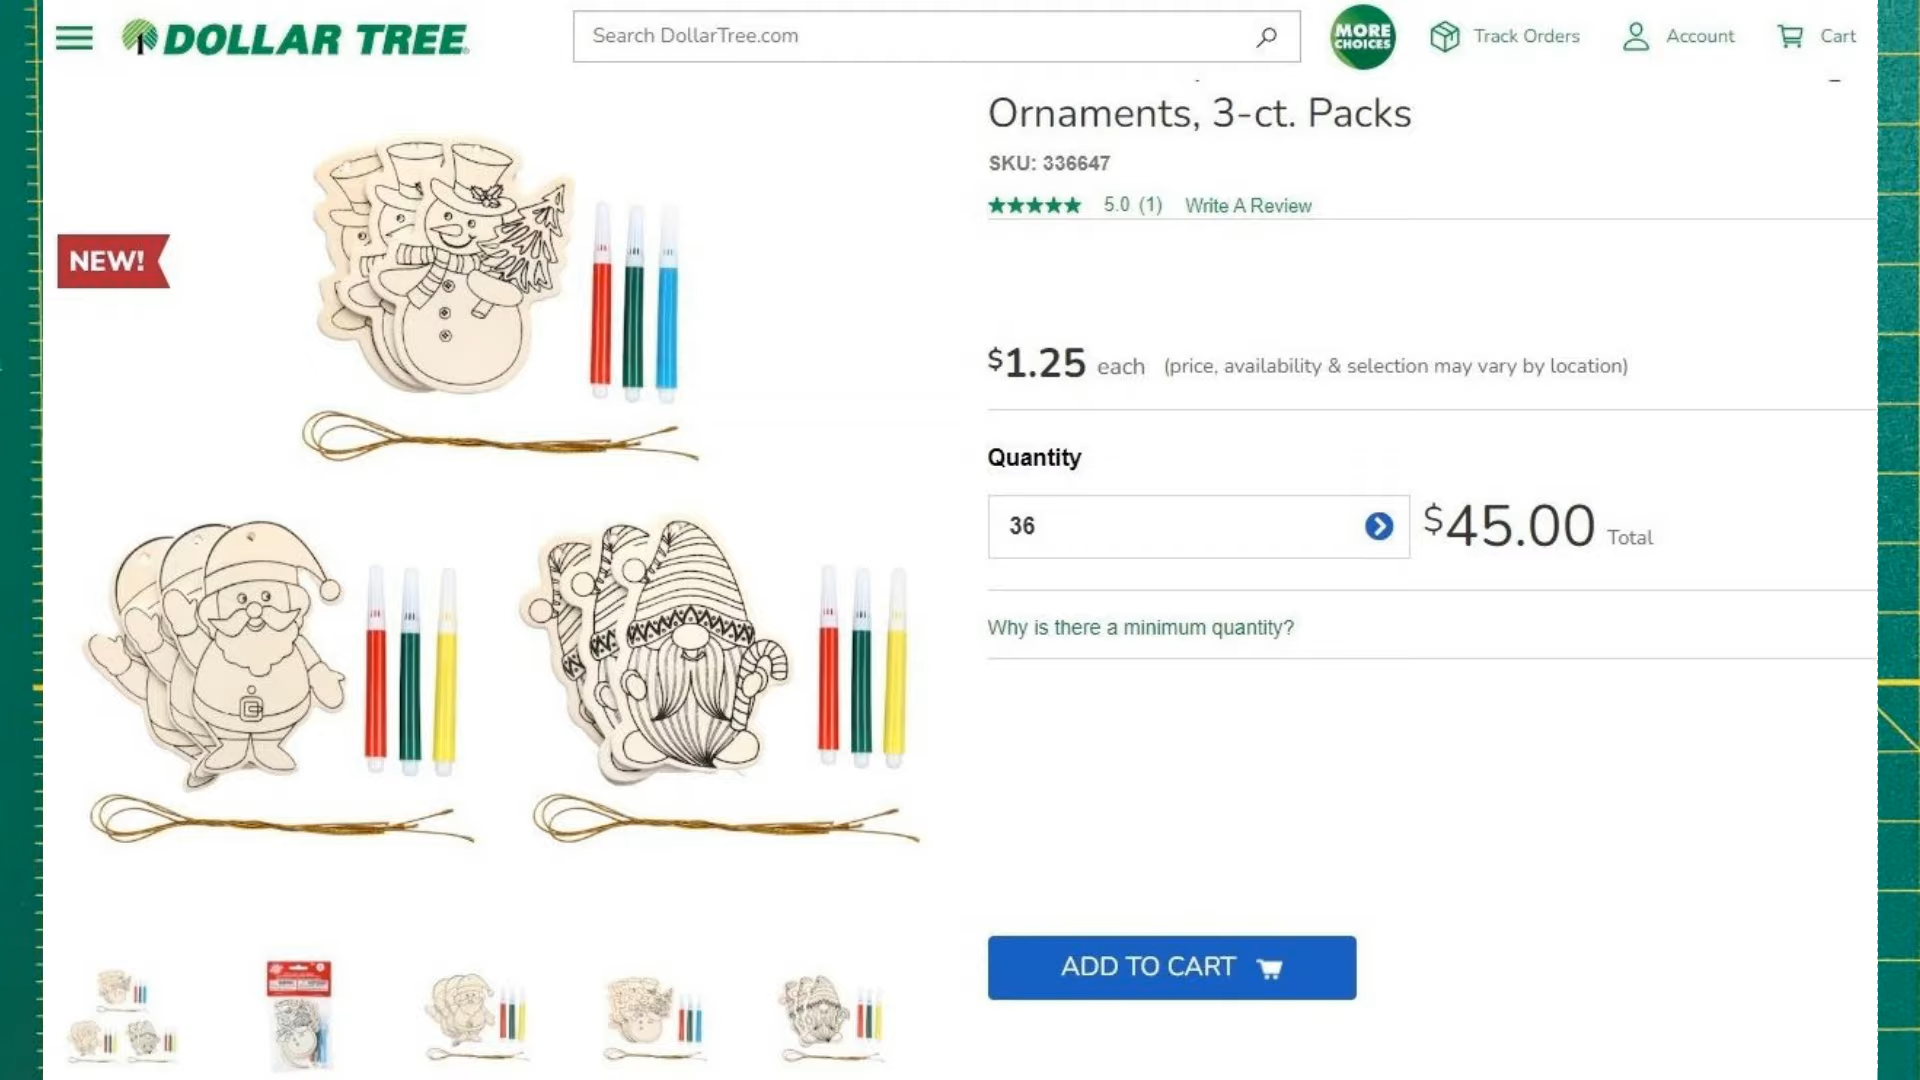 DOLLAR TREE
Search DollarTree.com
MORE
CHOICES
Track Orders
Account
Cart
Ornaments, 3-ct. Packs
SKU: 336647
5.0 (1) Write A Review
NEW!
$1.25 each (price, availability & selection may vary by location)
Quantity
36
$45.00 Total
Why is there a minimum quantity?
ADD TO CART